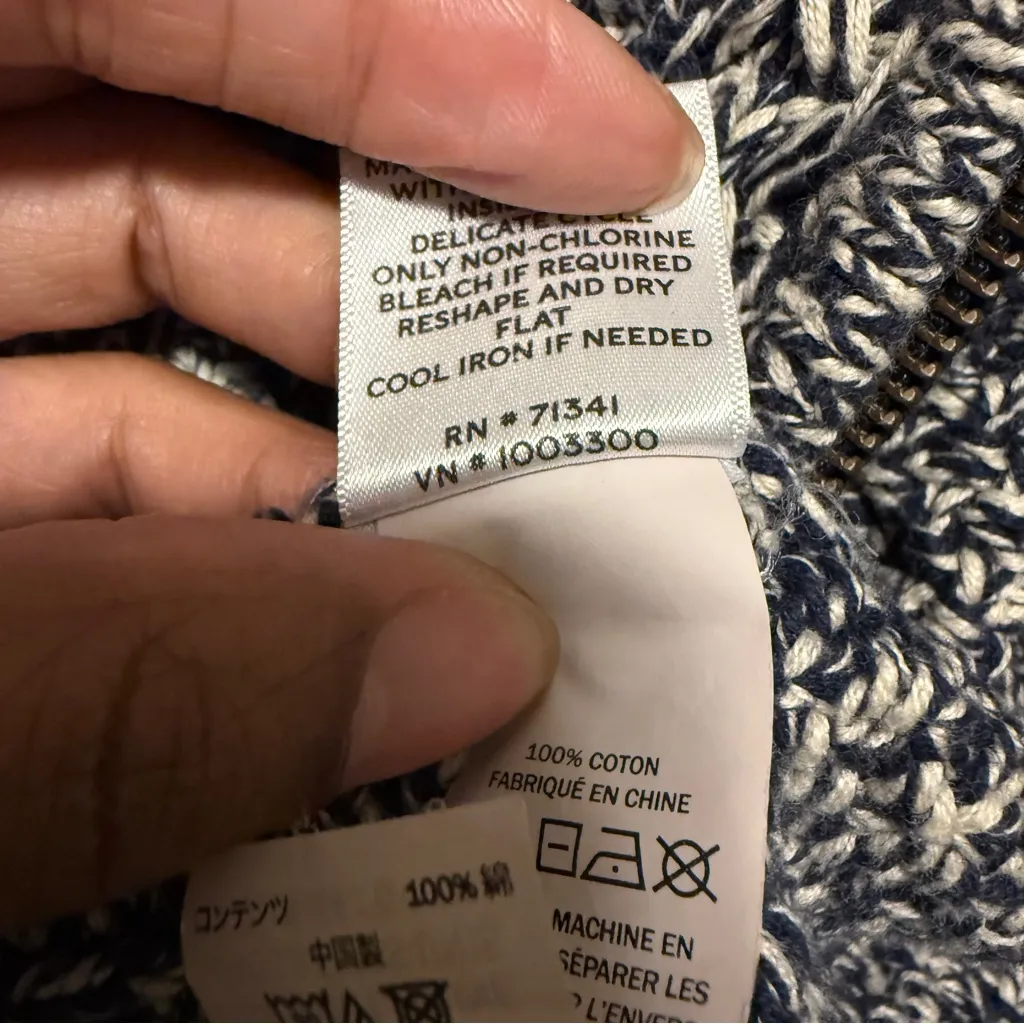 DELICATE CYCLE
ONLY NON-CHLORINE
BLEACH IF REQUIRED
RESHAPE AND DRY
FLAT
COOL IRON IF NEEDED
RN # 71341
VN # 1003300
100% COTON
FABRIQUÉ EN CHINE
MACHINE EN
SÉPARER LES
コンテンツ 100% 綿
中国製